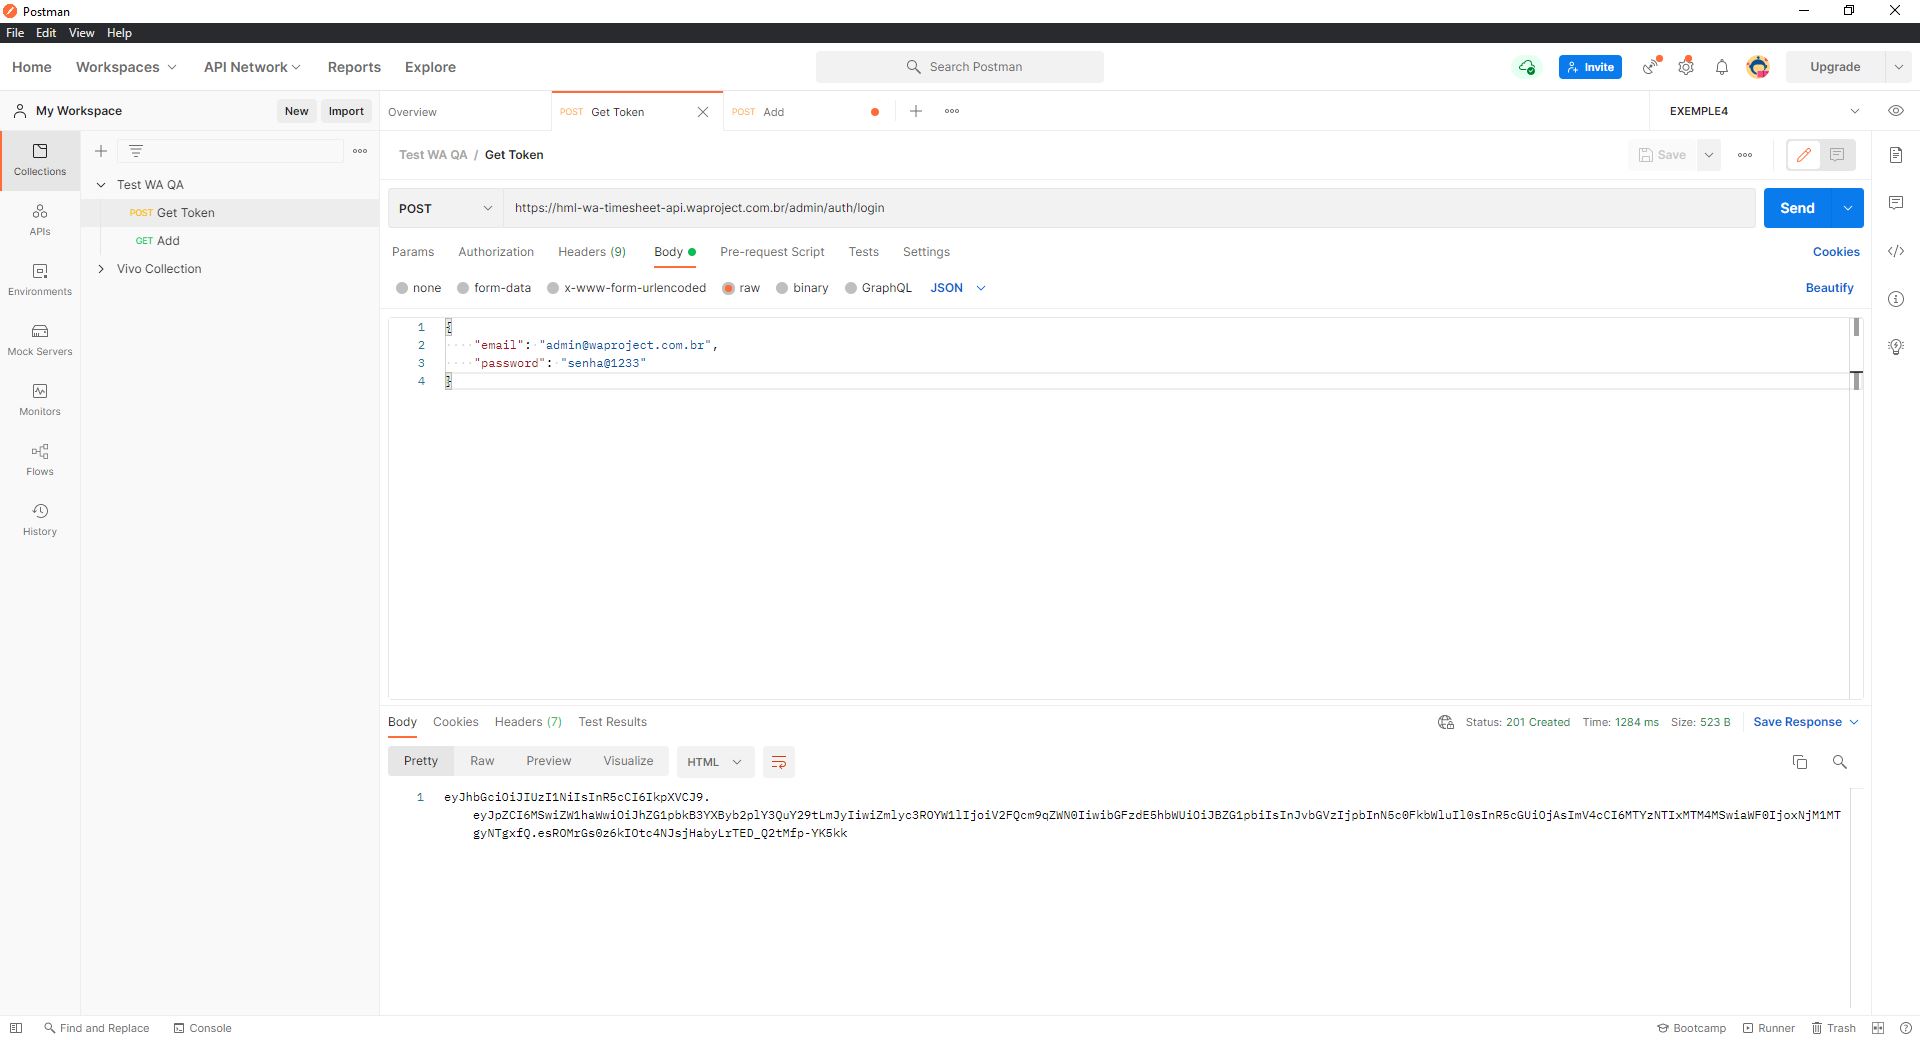 Postman
File Edit View Help
Home Workspaces API Network Reports Explore
Search Postman
Invite
Upgrade
My Workspace
New Import
Overview
POST Get Token
POST Add
EXEMPLE4
Collections
APIs
Environments
Mock Servers
Monitors
Flows
History
Test WA QA
POST Get Token
GET Add
Vivo Collection
Test WA QA / Get Token
Save
POST https://hml-wa-timesheet-api.waproject.com.br/admin/auth/login
Send
Params Authorization Headers (9) Body Pre-request Script Tests Settings
Cookies
none form-data x-www-form-urlencoded raw binary GraphQL JSON
Beautify
1 {
2 "email": "admin@waproject.com.br",
3 "password": "senha@1233"
4 }
Body Cookies Headers (7) Test Results
Status: 201 Created Time: 1284 ms Size: 523 B
Save Response
Pretty Raw Preview Visualize HTML
1 eyJhbGciOiJIUzI1NiIsInR5cCI6IkpXVCJ9.
eyJpZCI6MSwiZW1haWwiOiJhZG1pbkB3YXByb2plY3QuY29tLmJyIiwiZmlyc3ROYW1lIjoiV2FQcm9qZWN0IiwibGFzdE5hbWUiOiJBZG1pbiIsInJvbGVzIjpbInN5c0FkbWluIl0sInR5cGUiOjAsImV4cCI6MTYzNTIxMTM4MSwiaWF0IjoxNjM1MT
gyNTgxfQ.esROMrGs0z6kIOtc4NJsjHabyLrTED_Q2tMfp-YK5kk
Find and Replace Console
Bootcamp Runner Trash